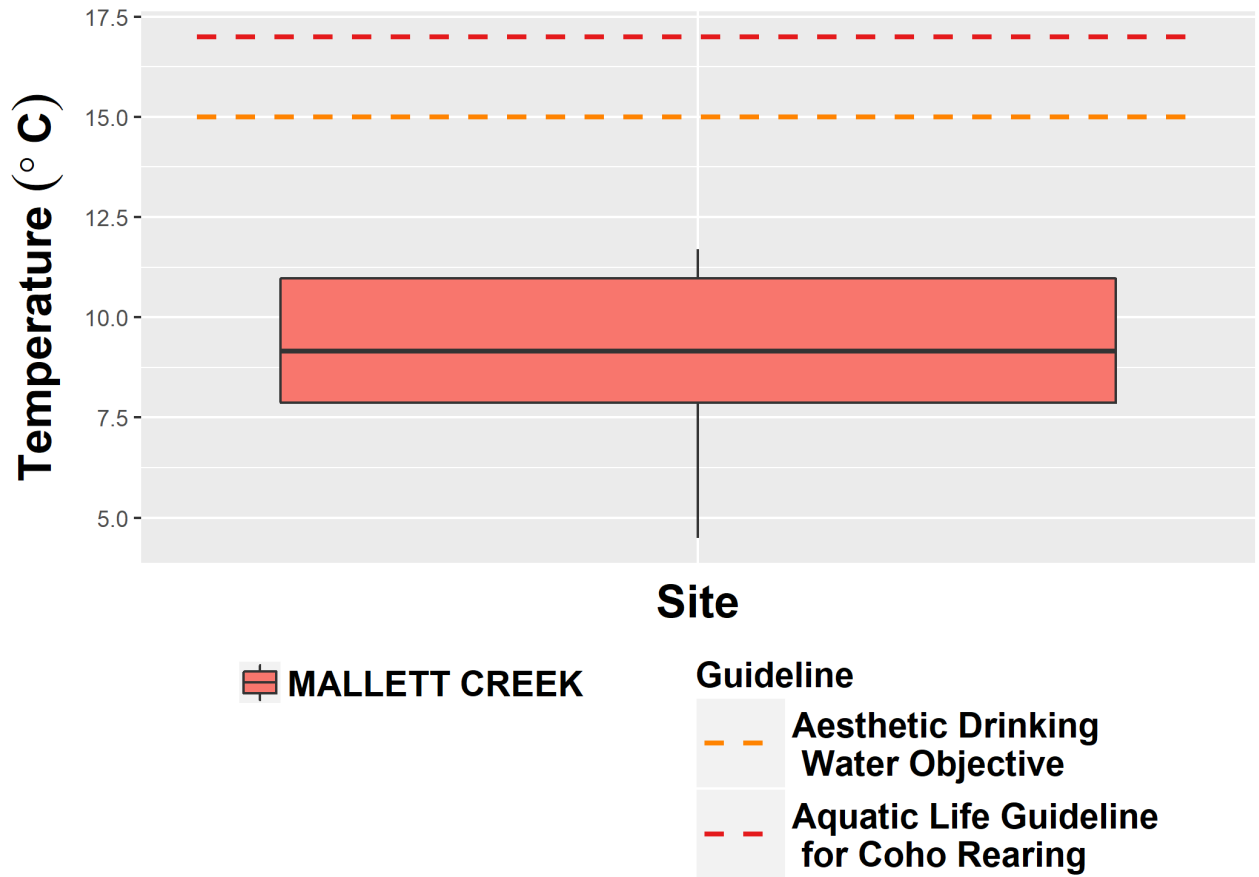 17.5
15.0
12.5
10.0
7.5
5.0
Temperature (° C)
Site
MALLETT CREEK
Guideline
Aesthetic Drinking
Water Objective
Aquatic Life Guideline
for Coho Rearing